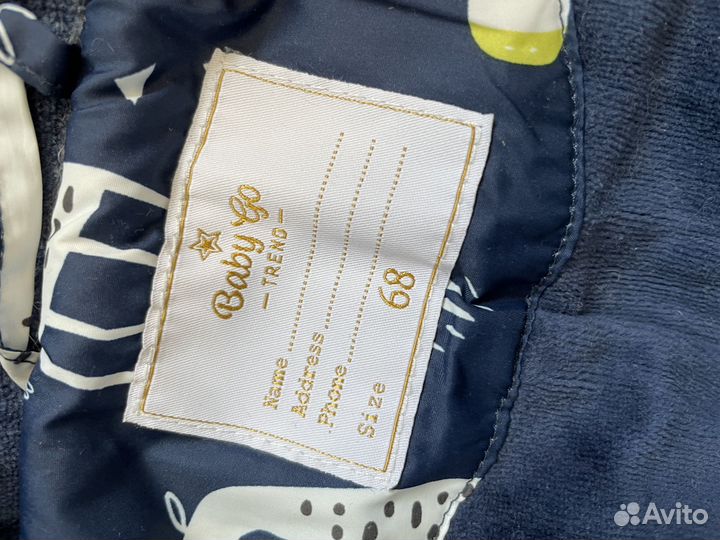 Baby Go
— TREND —
Name ........................
Address ........................
Phone ........................
Size 68
Avito